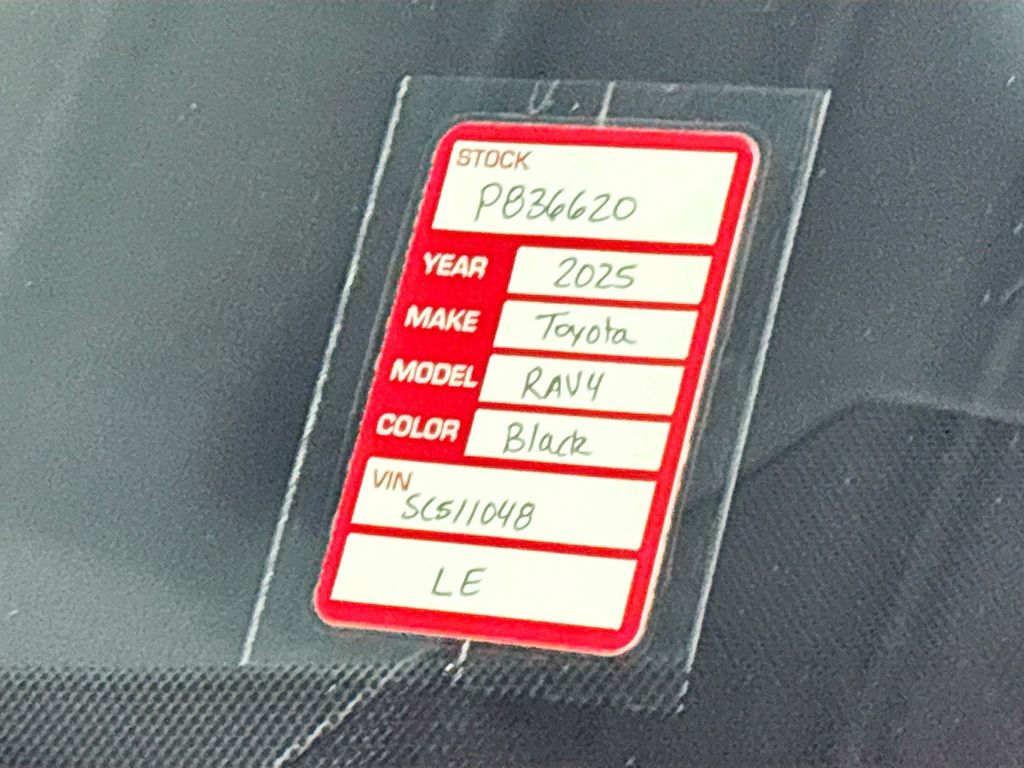 STOCK
PB36620
YEAR 2025
MAKE Toyota
MODEL RAV4
COLOR Black
VIN
SC511048
LE